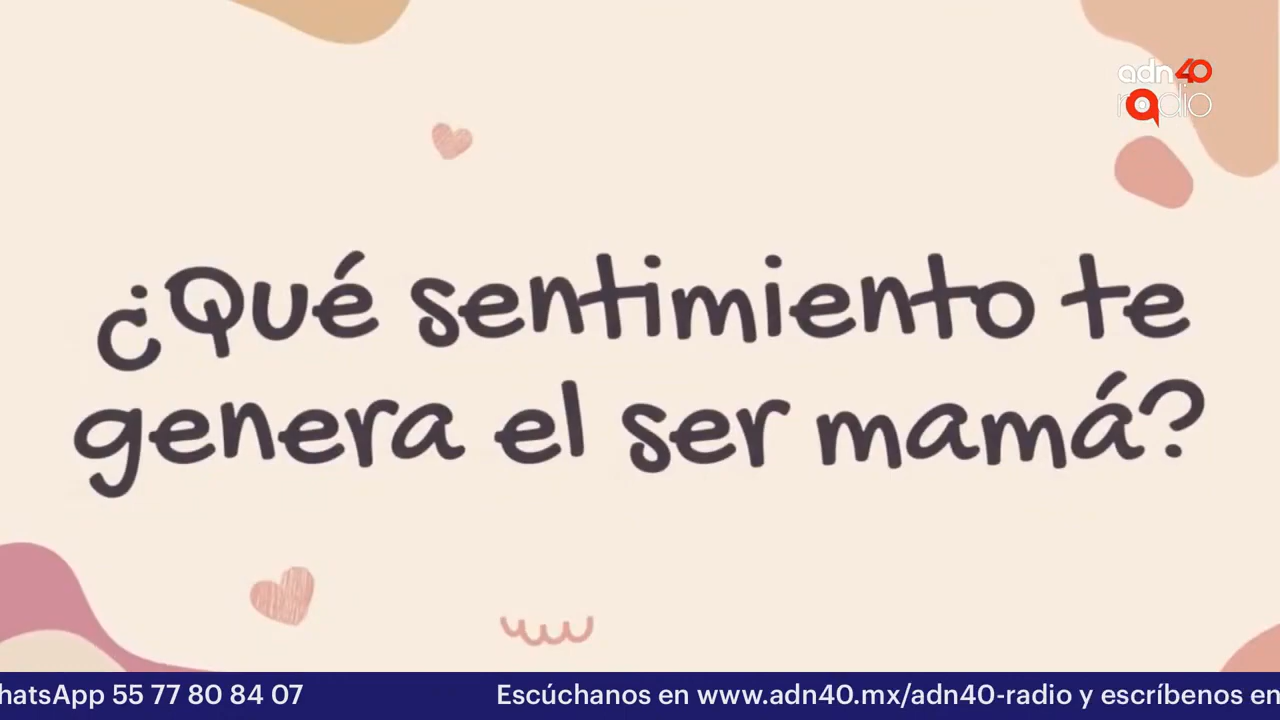 adn40
radio
¿Qué sentimiento te
genera el ser mamá?
hatsApp 55 77 80 84 07 Escúchanos en www.adn40.mx/adn40-radio y escríbenos en